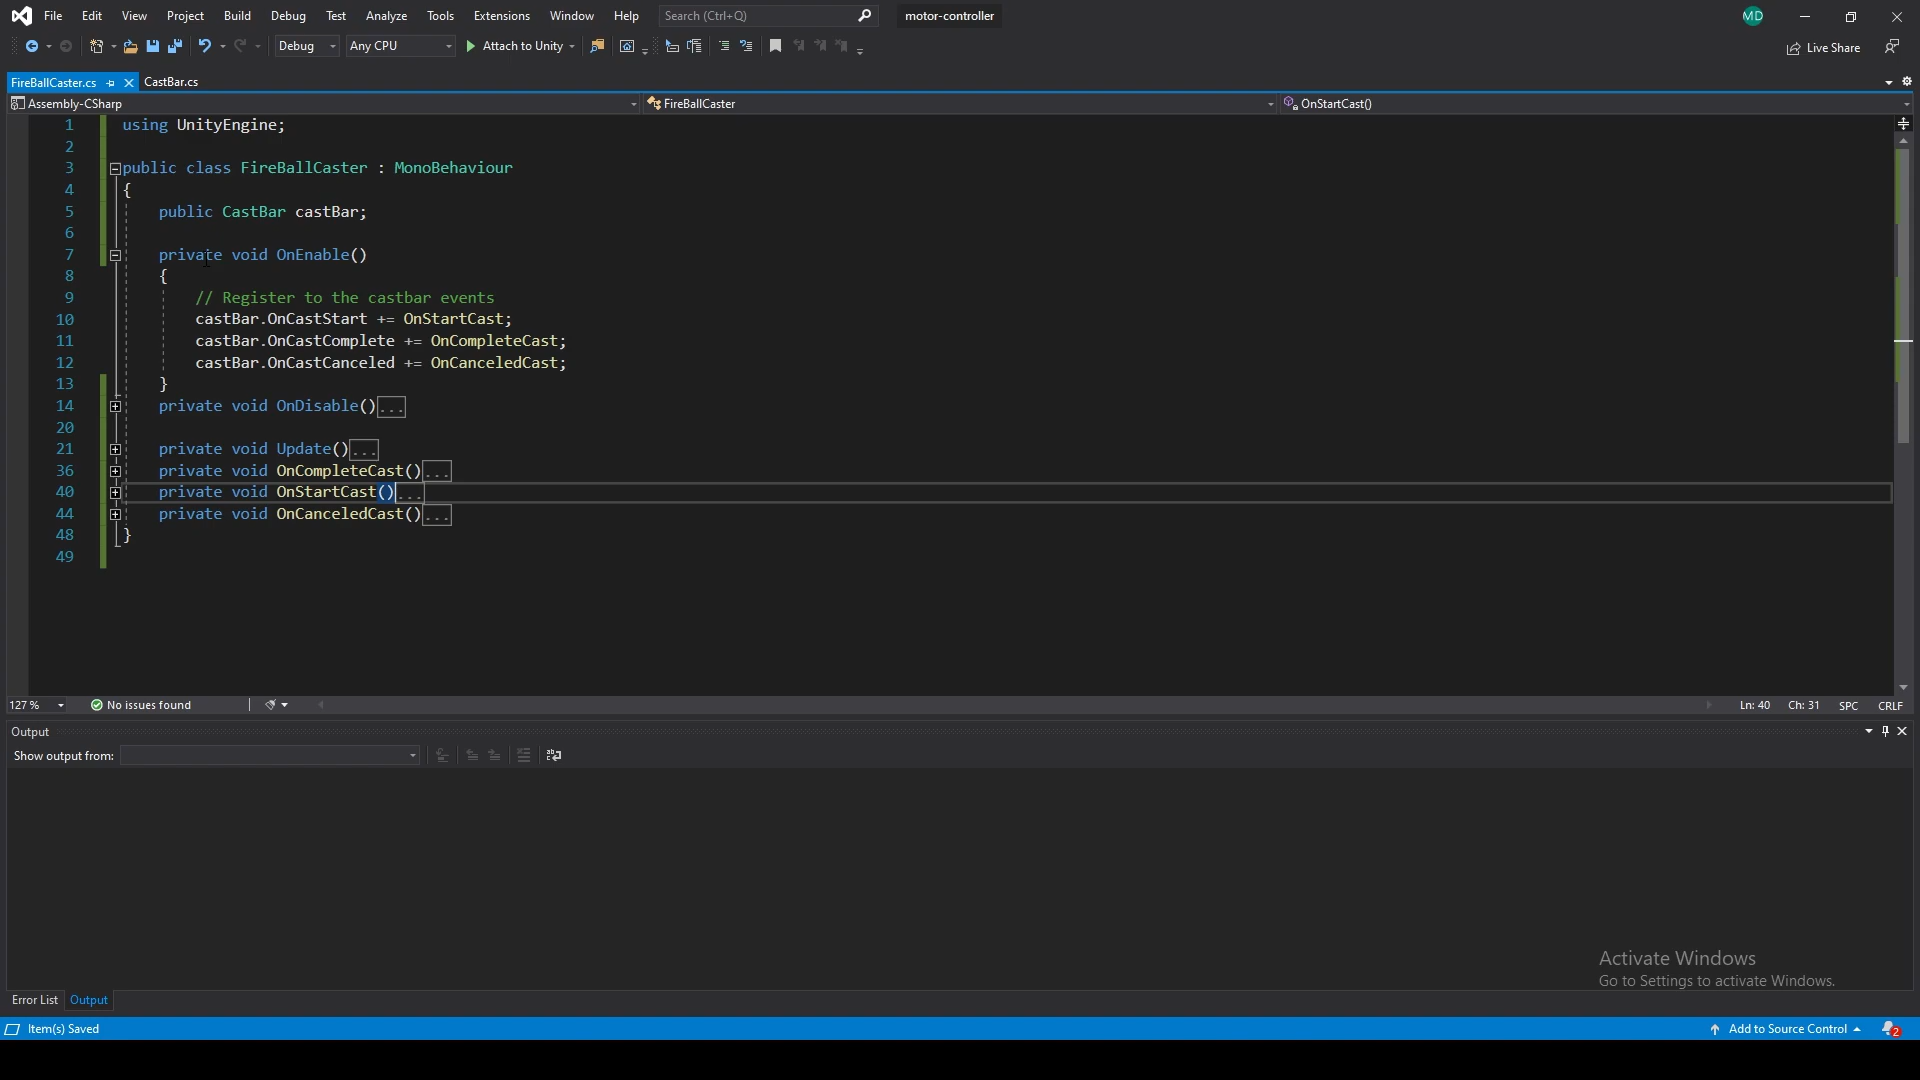 File Edit View Project Build Debug Test Analyze Tools Extensions Window Help Search (Ctrl+Q) motor-controller MD
Debug Any CPU Attach to Unity Live Share
FireBallCaster.cs CastBar.cs
Assembly-CSharp FireBallCaster OnStartCast()
1 using UnityEngine;
2
3 public class FireBallCaster : MonoBehaviour
4 {
5 public CastBar castBar;
6
7 private void OnEnable()
8 {
9 // Register to the castbar events
10 castBar.OnCastStart += OnStartCast;
11 castBar.OnCastComplete += OnCompleteCast;
12 castBar.OnCastCanceled += OnCanceledCast;
13 }
14 private void OnDisable()...
20
21 private void Update()...
36 private void OnCompleteCast()...
40 private void OnStartCast()...
44 private void OnCanceledCast()...
48 }
49
127 % No issues found Ln: 40 Ch: 31 SPC CRLF
Output
Show output from:
Activate Windows
Go to Settings to activate Windows.
Error List Output
Item(s) Saved Add to Source Control 2